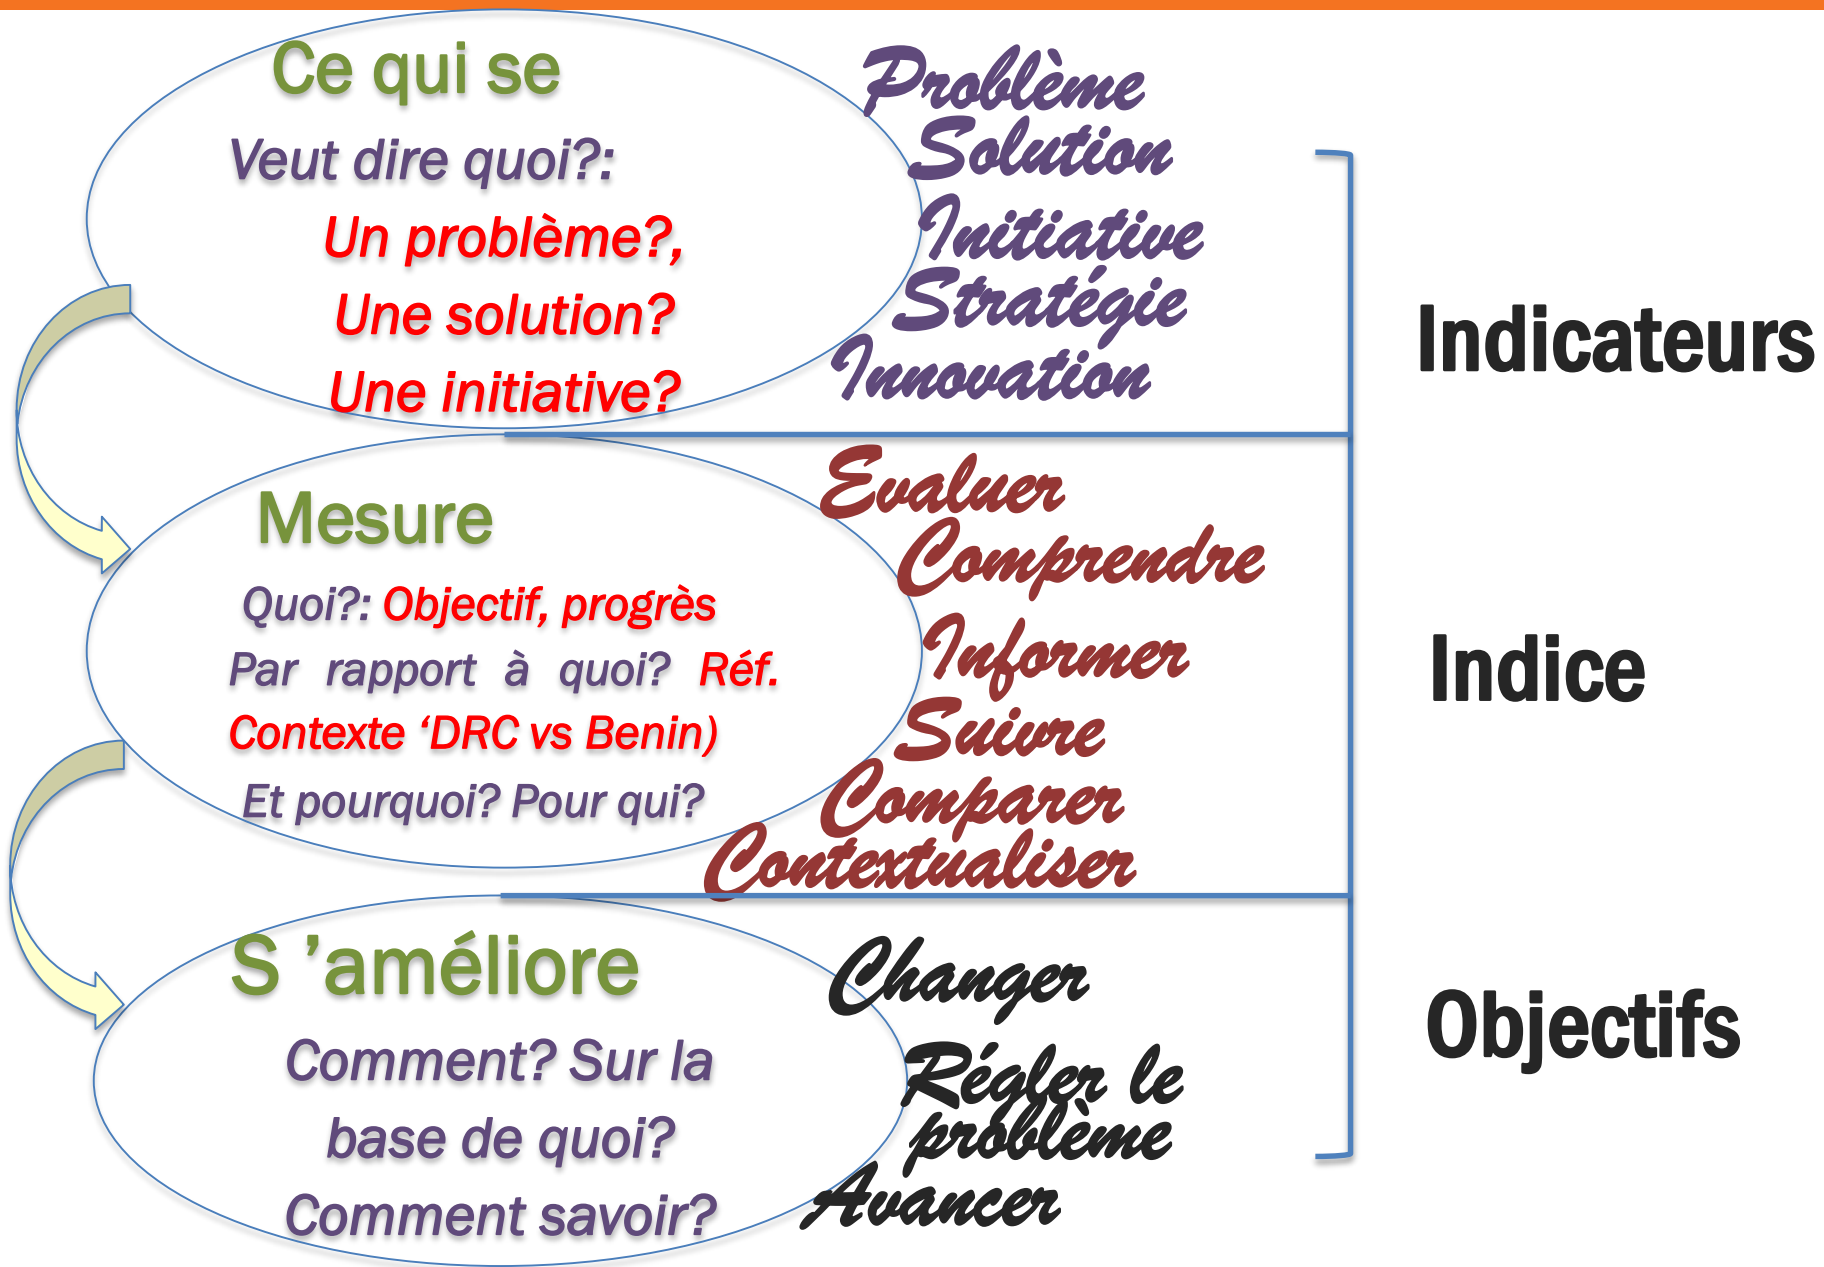 Ce qui se
Veut dire quoi?:
Un problème?,
Une solution?
Une initiative?
Problème
Solution
Initiative
Stratégie
Innovation
Indicateurs
Mesure
Quoi?: Objectif, progrès
Par rapport à quoi? Réf.
Contexte ‘DRC vs Benin)
Et pourquoi? Pour qui?
Evaluer
Comprendre
Informer
Suivre
Comparer
Contextualiser
Indice
S ’améliore
Comment? Sur la
base de quoi?
Comment savoir?
Changer
Régler le
problème
Avancer
Objectifs